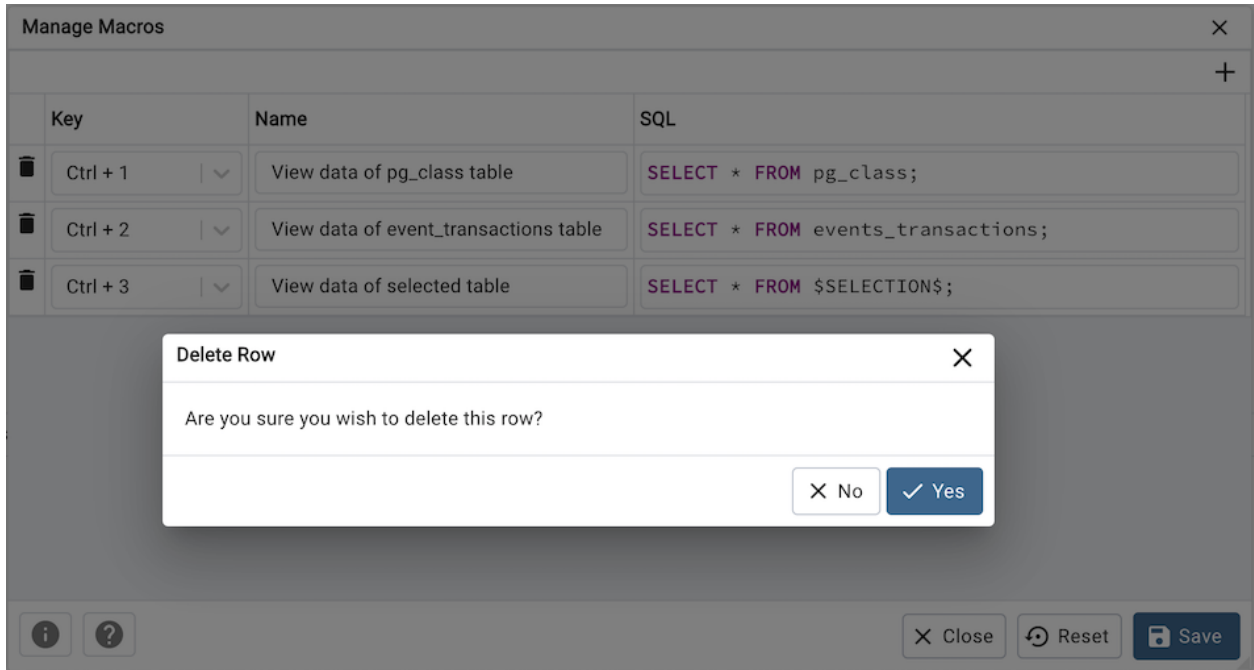 Manage Macros
Key Name SQL
Ctrl + 1 View data of pg_class table SELECT * FROM pg_class;
Ctrl + 2 View data of event_transactions table SELECT * FROM events_transactions;
Ctrl + 3 View data of selected table SELECT * FROM $SELECTION$;
Delete Row
Are you sure you wish to delete this row?
No Yes
Close Reset Save